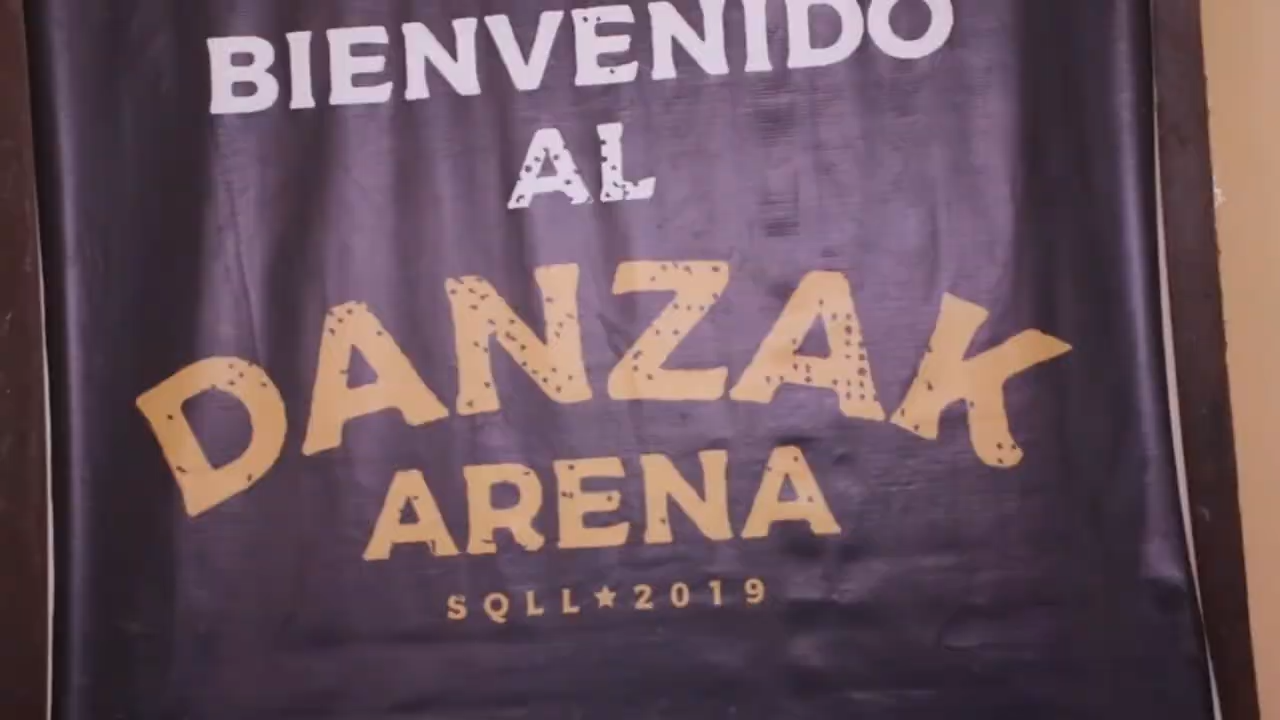 BIENVENIDO
AL
DANZAK
ARENA
SQLL★2019